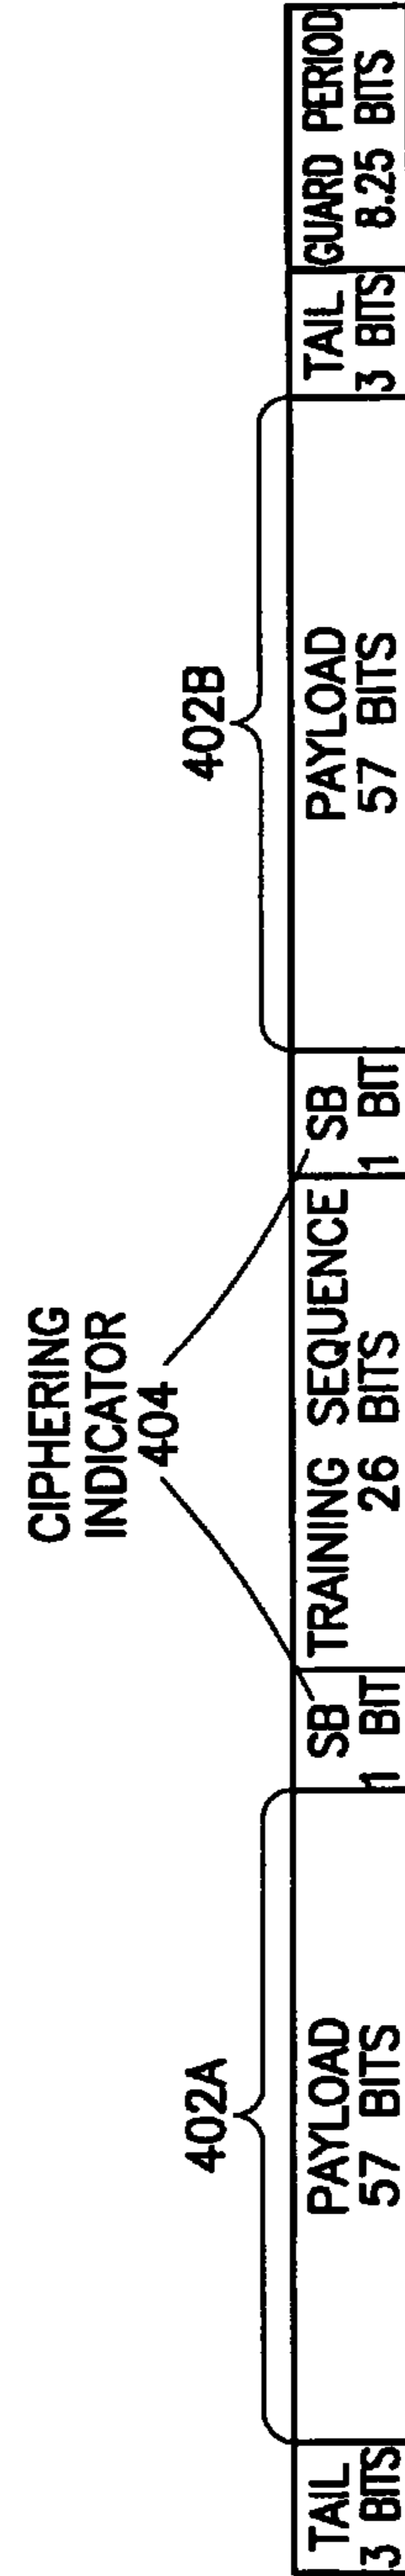 CIPHERING
INDICATOR
404
402A
402B
TAIL
3 BITS
PAYLOAD
57 BITS
SB
1 BIT
TRAINING SEQUENCE
26 BITS
SB
1 BIT
PAYLOAD
57 BITS
TAIL
3 BITS
GUARD PERIOD
8.25 BITS